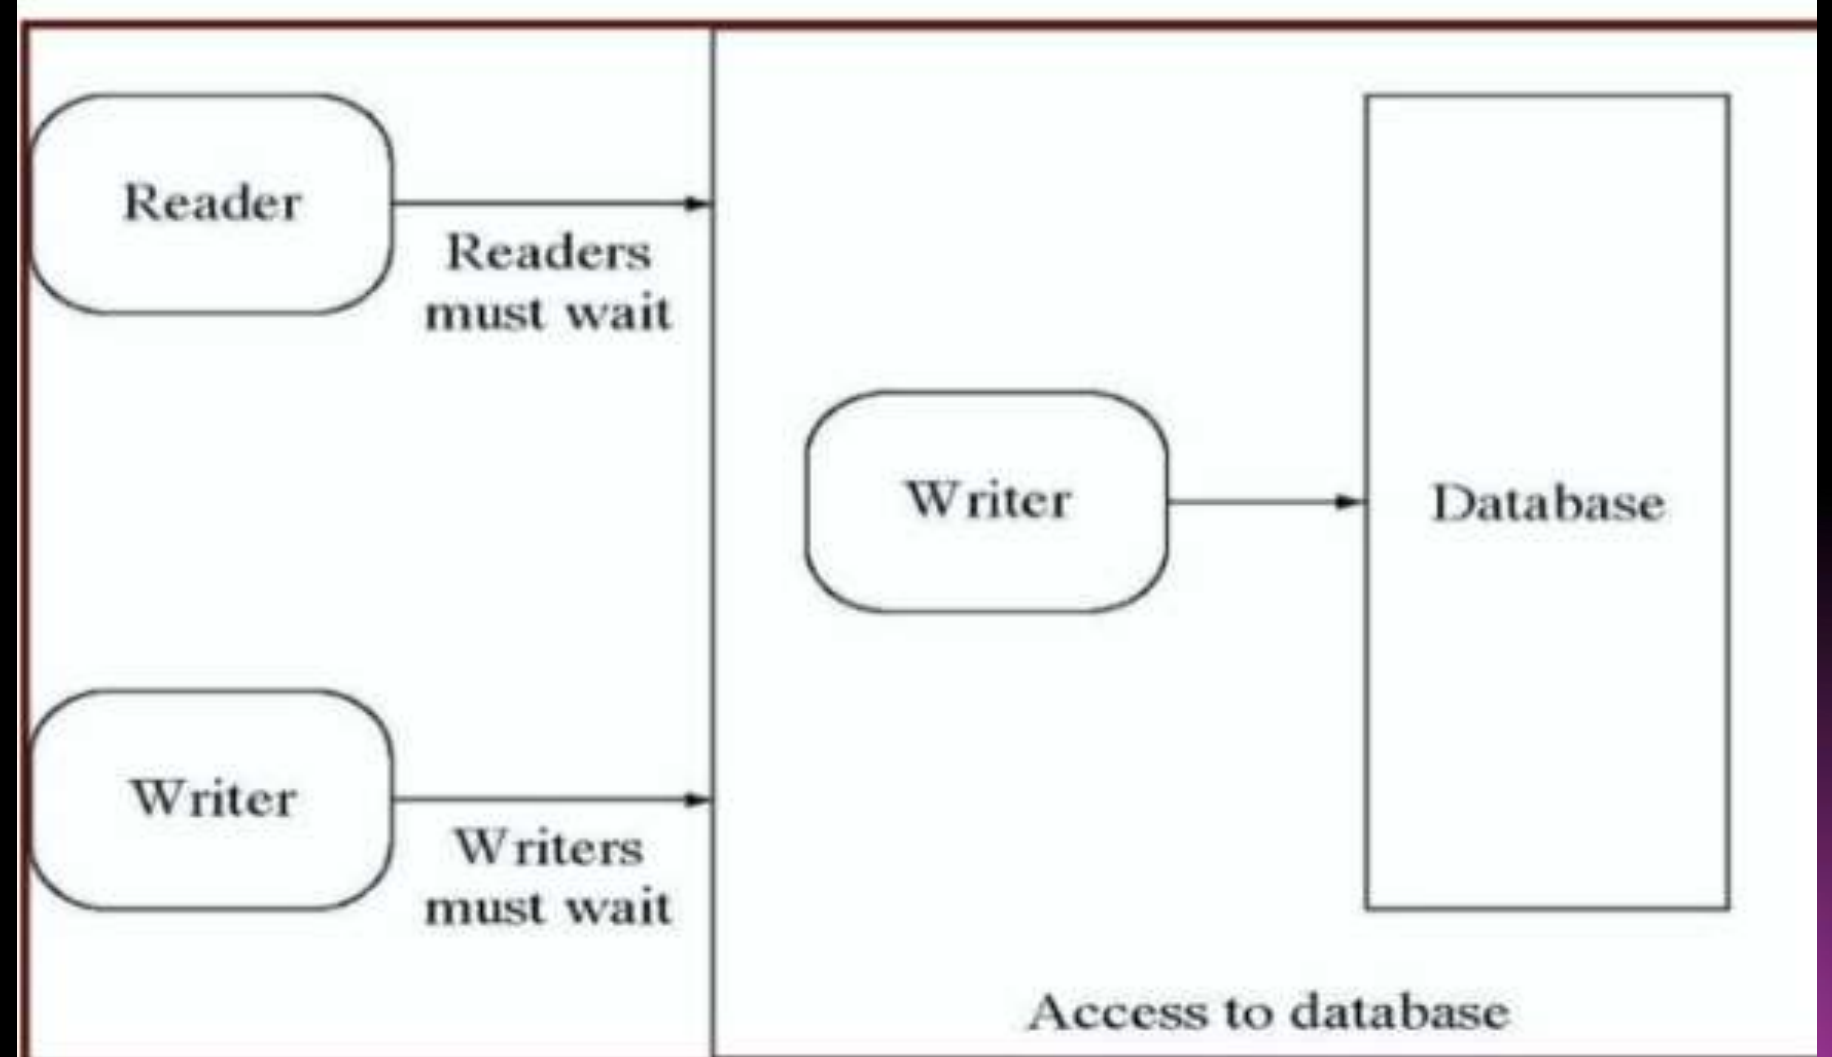 Reader
Readers
must wait
Writer
Database
Writer
Writers
must wait
Access to database